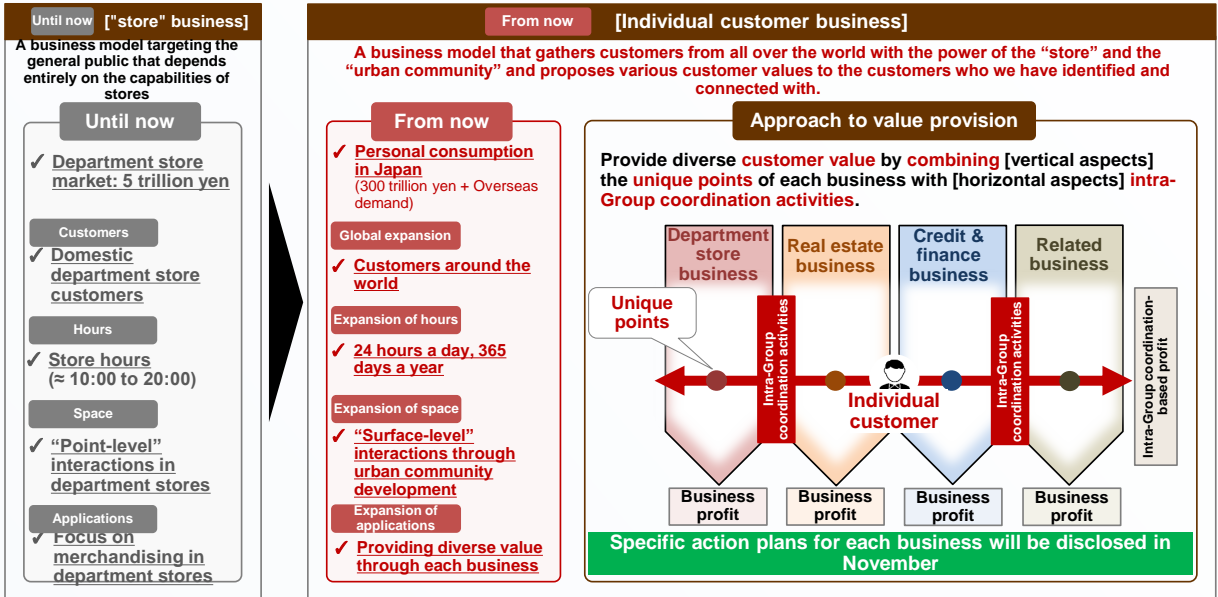 Until now ["store" business]
A business model targeting the
general public that depends
entirely on the capabilities of
stores
Until now
✓ Department store
market: 5 trillion yen
Customers
✓ Domestic
department store
customers
Hours
✓ Store hours
(≈ 10:00 to 20:00)
Space
✓ “Point-level”
interactions in
department stores
Applications
✓ Focus on
merchandising in
department stores
From now [Individual customer business]
A business model that gathers customers from all over the world with the power of the “store” and the
“urban community” and proposes various customer values to the customers who we have identified and
connected with.
From now
✓ Personal consumption
in Japan
(300 trillion yen + Overseas
demand)
Global expansion
✓ Customers around the
world
Expansion of hours
✓ 24 hours a day, 365
days a year
Expansion of space
✓ “Surface-level”
interactions through
urban community
development
Expansion of
applications
✓ Providing diverse value
through each business
Approach to value provision
Provide diverse customer value by combining [vertical aspects]
the unique points of each business with [horizontal aspects] intra-
Group coordination activities.
Department
store
business
Real estate
business
Credit &
finance
business
Related
business
Unique
points
Intra-Group
coordination activities
Individual
customer
Intra-Group
coordination activities
Intra-Group coordination-
based profit
Business
profit
Business
profit
Business
profit
Business
profit
Specific action plans for each business will be disclosed in
November